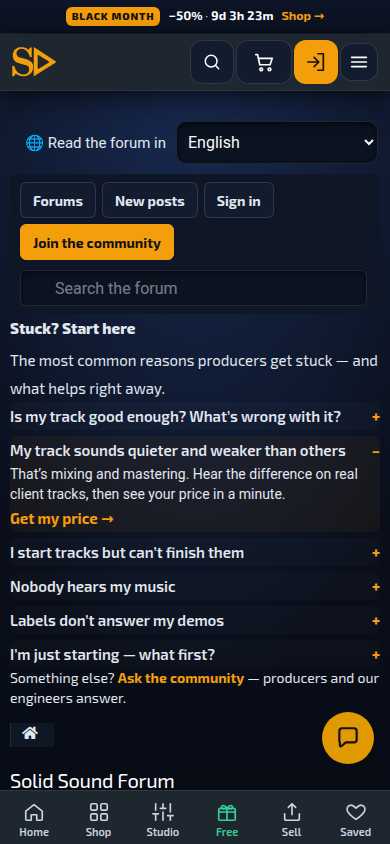 BLACK MONTH −50% · 9d 3h 23m Shop →
S
🌐 Read the forum in English
Forums New posts Sign in
Join the community
Search the forum
Stuck? Start here
The most common reasons producers get stuck — and
what helps right away.
Is my track good enough? What's wrong with it? +
My track sounds quieter and weaker than others −
That's mixing and mastering. Hear the difference on real
client tracks, then see your price in a minute.
Get my price →
I start tracks but can't finish them +
Nobody hears my music +
Labels don't answer my demos +
I'm just starting — what first? +
Something else? Ask the community — producers and our
engineers answer.
Solid Sound Forum
Home Shop Studio Free Sell Saved